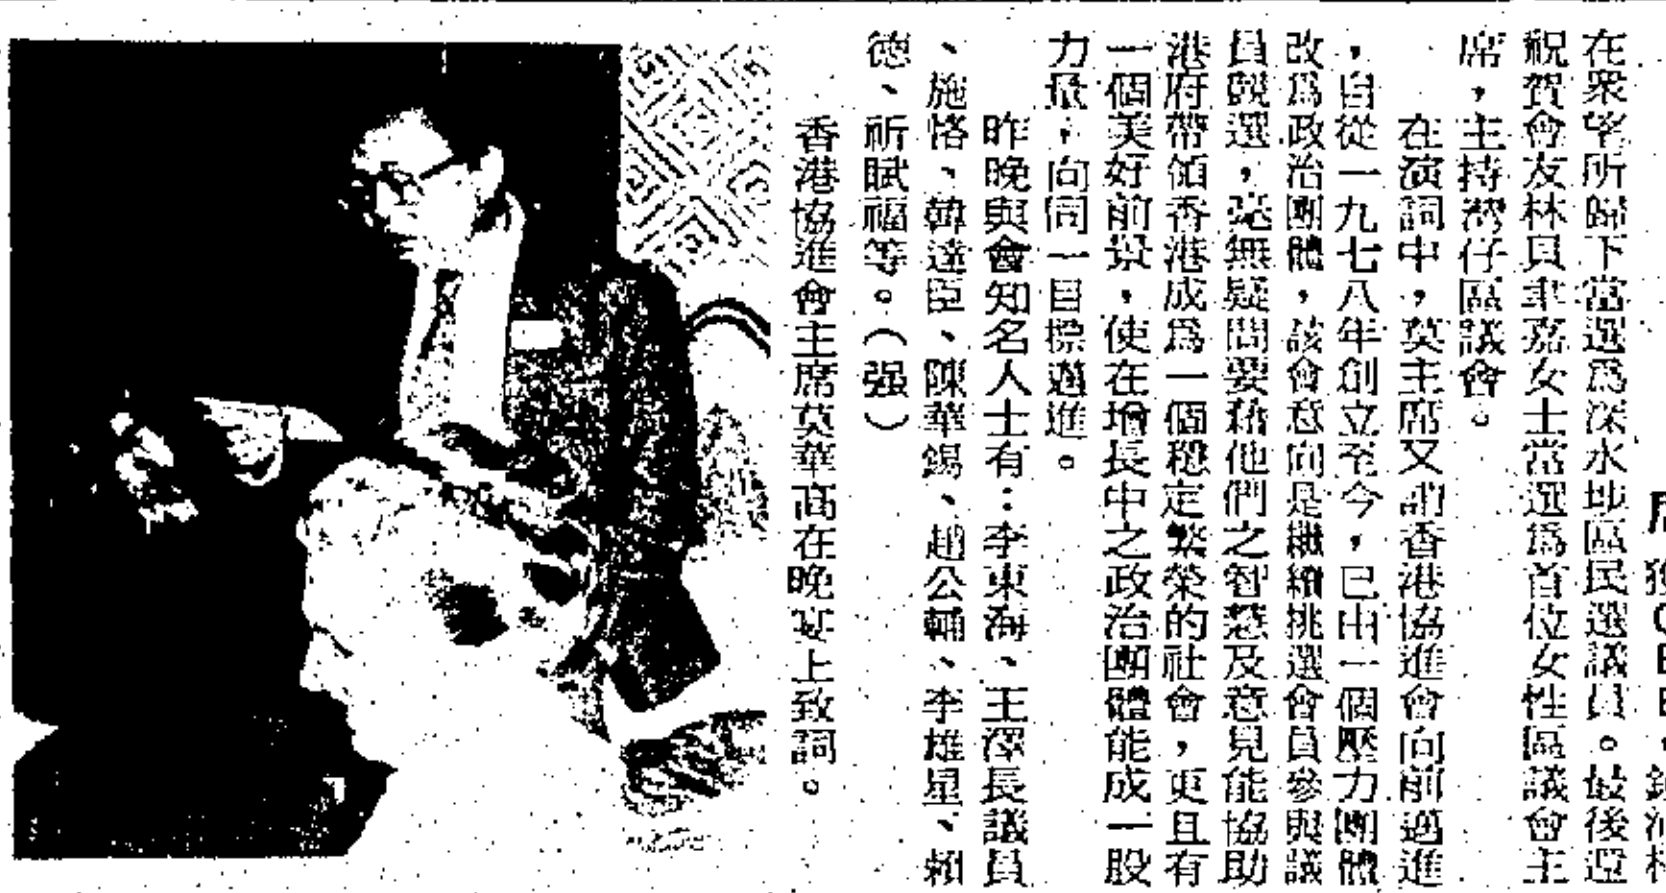 在衆望所歸下當選爲深水埗區民選議員。最後還
祝賀會友林貝聿嘉女士當選爲首位女性區議會主
席，主持灣仔區議會。
在演詞中，莫主席又謂香港協進會向前邁進
，自從一九七八年創立至今，已由一個壓力團體
改爲政治團體，該會意向是繼續挑選會員參與議
員競選，毫無疑問要藉他們之智慧及意見能協助
港府帶領香港成爲一個穩定繁榮的社會，更且有
一個美好前景，使在增長中之政治團體能成一股
力量，向同一目標邁進。
昨晚與會知名人士有：李東海、王澤長議員
、施恪、韓達臣、陳華錫、趙公輔、李雄星、賴
德、祈賦福等。（强）
香港協進會主席莫華商在晚宴上致詞。